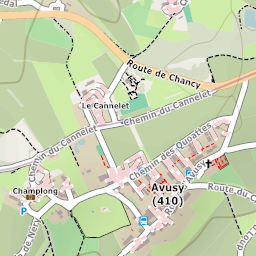 Route de Chancy
Le Cannelet
Chemin-du-Cannelet
Chemin-du-Cannelet
Chemin des Quoattes
Avusy
Champlong
Avusy
(410)
Route du
P